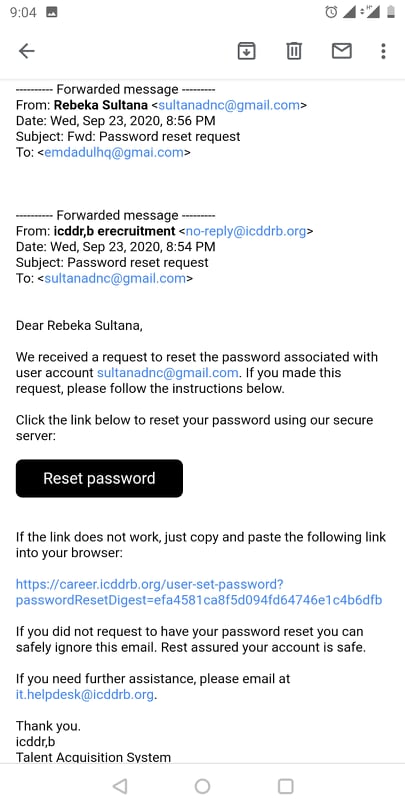 9:04
---------- Forwarded message ---------
From: Rebeka Sultana <sultanadnc@gmail.com>
Date: Wed, Sep 23, 2020, 8:56 PM
Subject: Fwd: Password reset request
To: <emdadulhq@gmai.com>
---------- Forwarded message ---------
From: icddr,b erecruitment <no-reply@icddrb.org>
Date: Wed, Sep 23, 2020, 8:54 PM
Subject: Password reset request
To: <sultanadnc@gmail.com>
Dear Rebeka Sultana,
We received a request to reset the password associated with
user account sultanadnc@gmail.com. If you made this
request, please follow the instructions below.
Click the link below to reset your password using our secure
server:
Reset password
If the link does not work, just copy and paste the following link
into your browser:
https://career.icddrb.org/user-set-password?
passwordResetDigest=efa4581ca8f5d094fd64746e1c4b6dfb
If you did not request to have your password reset you can
safely ignore this email. Rest assured your account is safe.
If you need further assistance, please email at
it.helpdesk@icddrb.org.
Thank you.
icddr,b
Talent Acquisition System